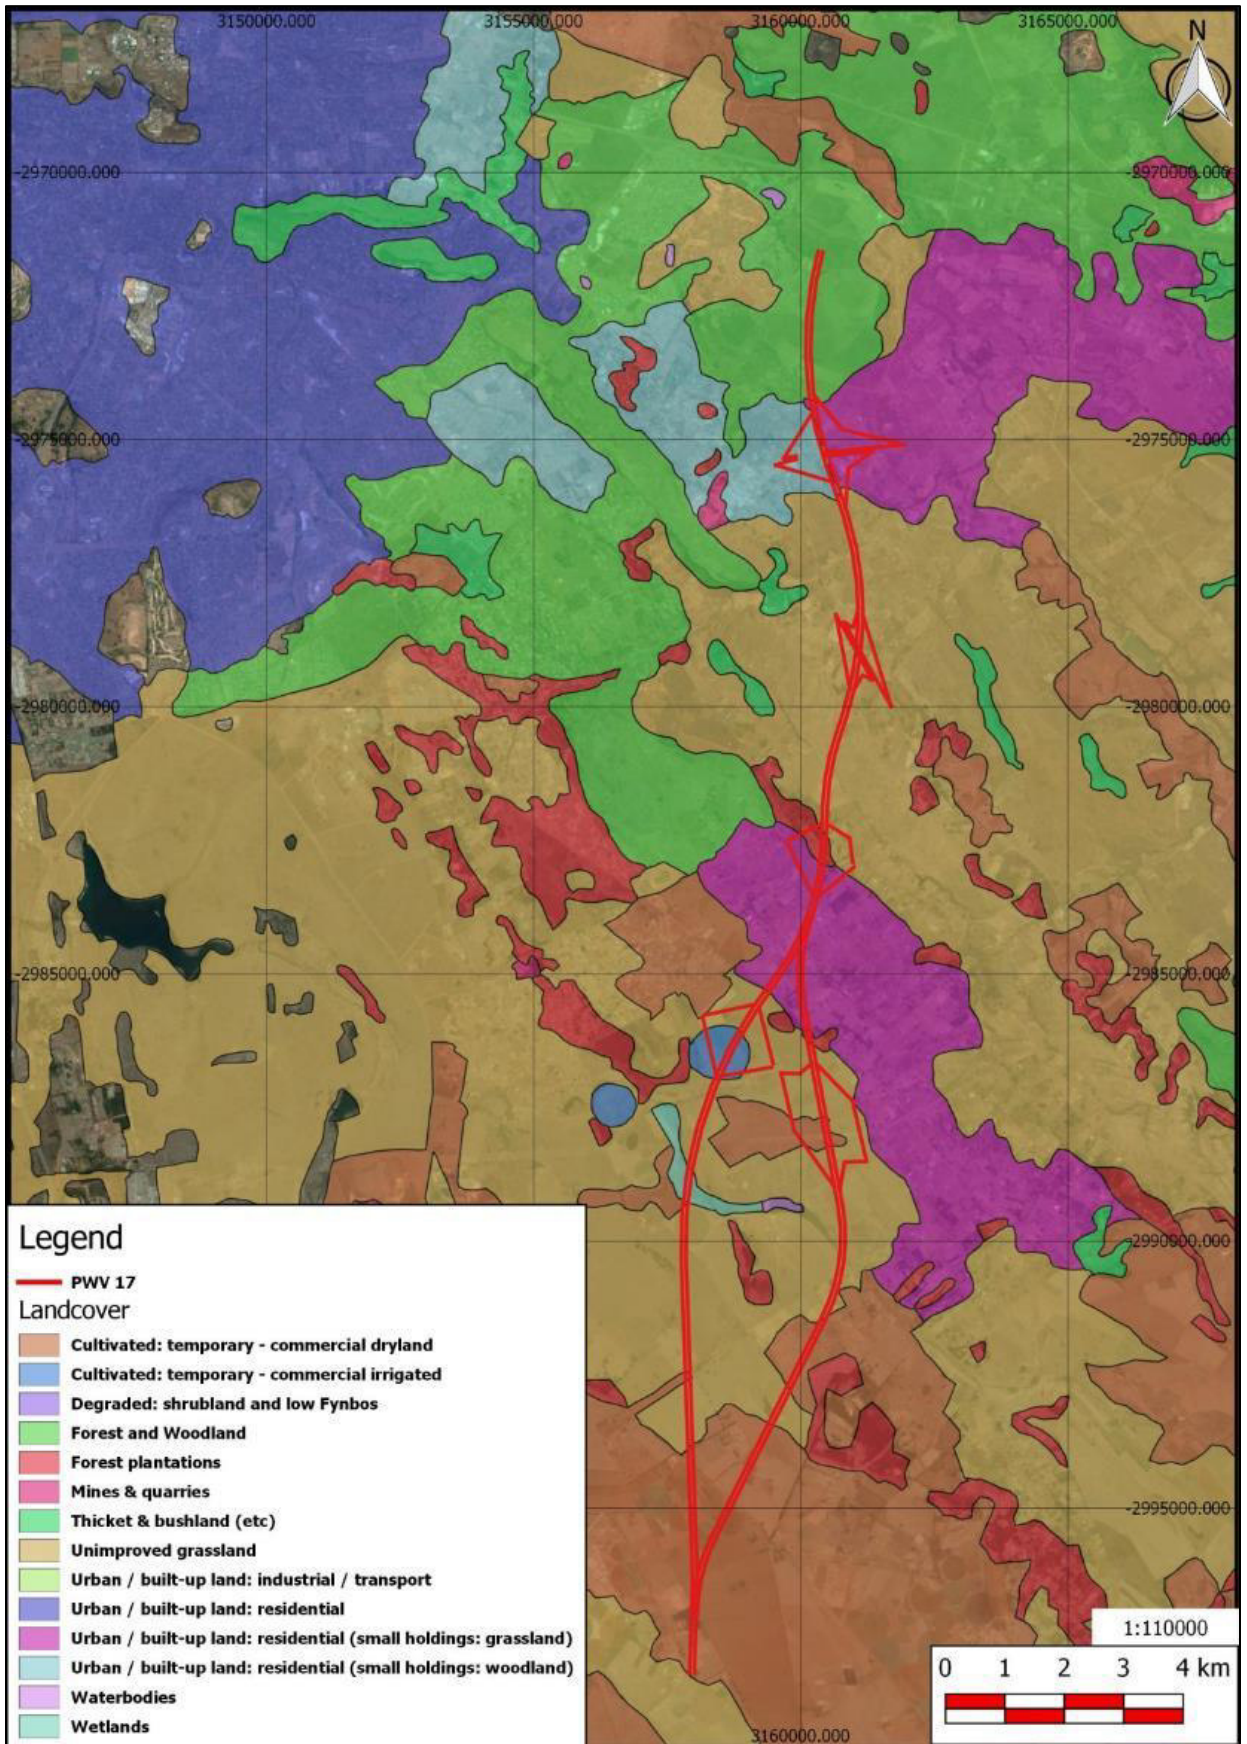 3150000.000 3155000.000 3160000.000 3165000.000
N
-2970000.000 -2970000.000
-2975000.000 -2975000.000
-2980000.000 -2980000.000
-2985000.000 -2985000.000
-2990000.000
-2995000.000
Legend
PWV 17
Landcover
Cultivated: temporary - commercial dryland
Cultivated: temporary - commercial irrigated
Degraded: shrubland and low Fynbos
Forest and Woodland
Forest plantations
Mines & quarries
Thicket & bushland (etc)
Unimproved grassland
Urban / built-up land: industrial / transport
Urban / built-up land: residential
Urban / built-up land: residential (small holdings: grassland)
Urban / built-up land: residential (small holdings: woodland)
Waterbodies
Wetlands
1:110000
0 1 2 3 4 km
3160000.000